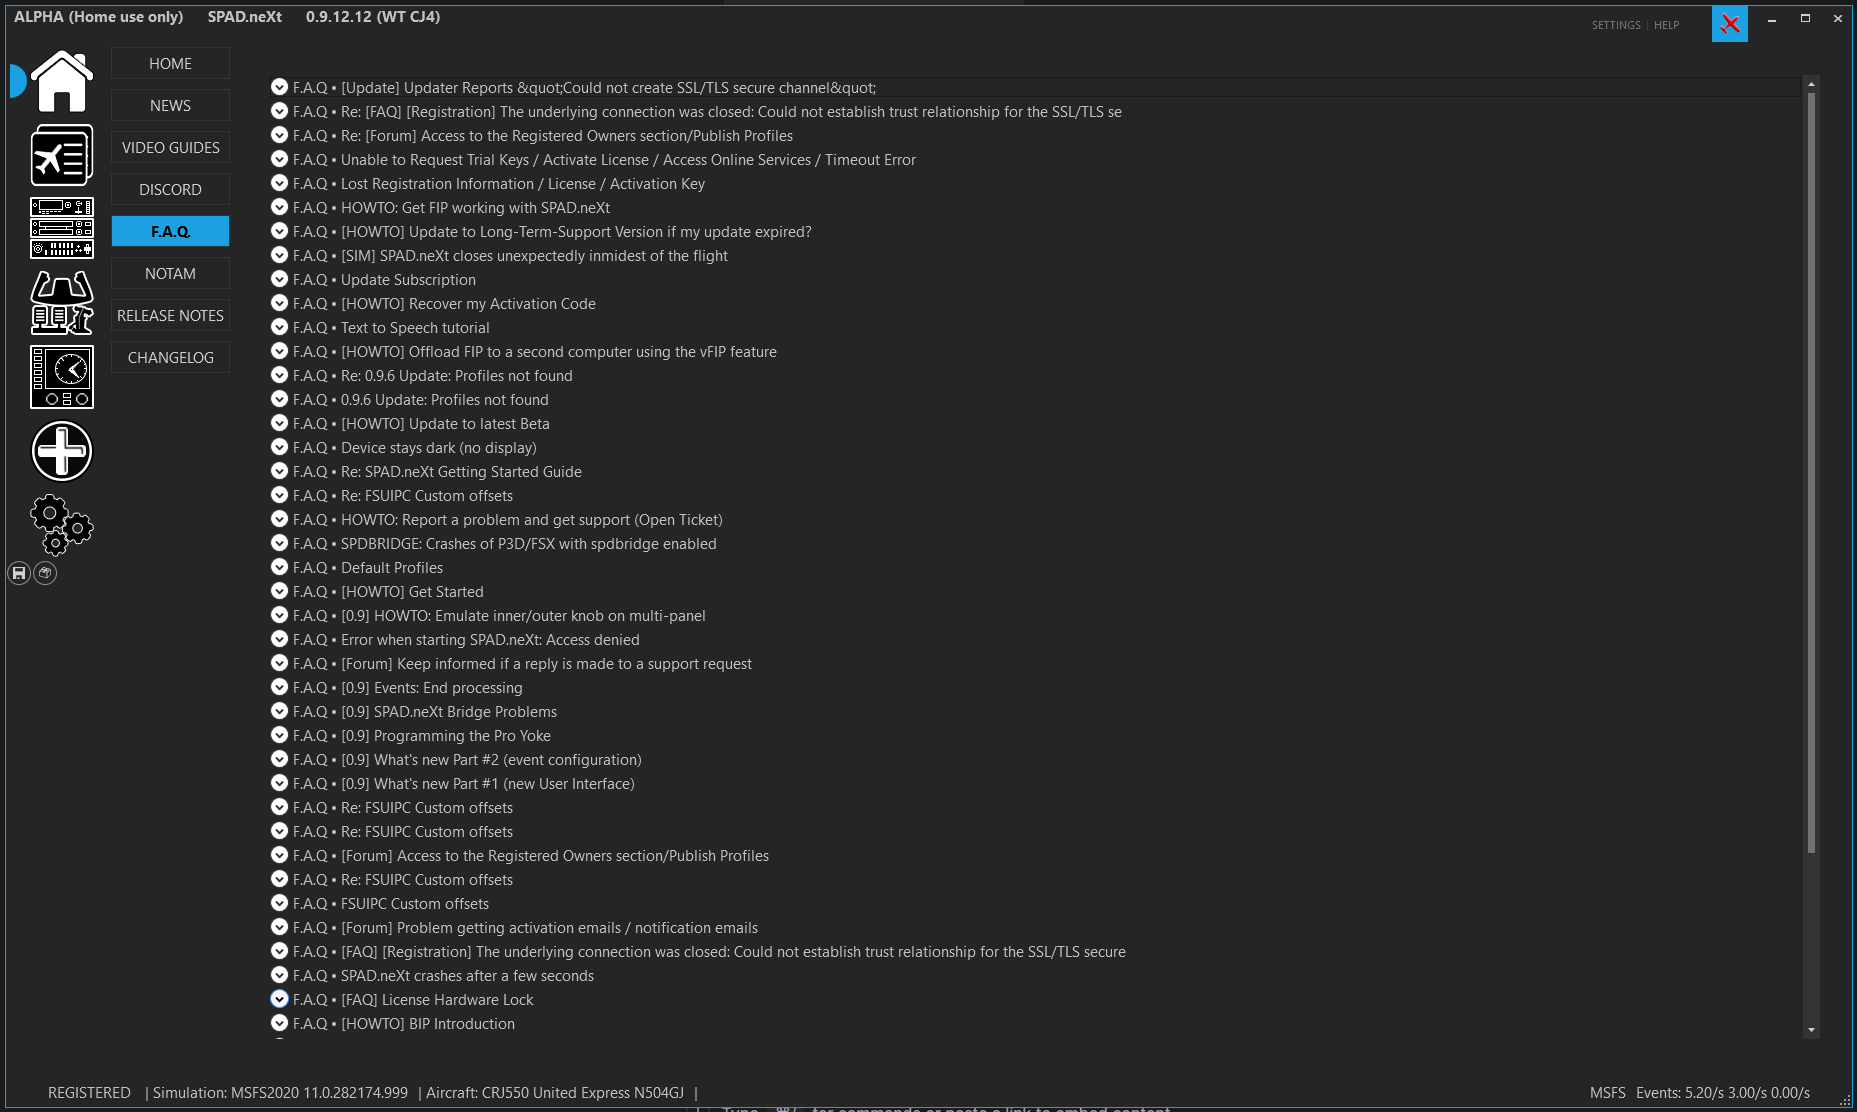 ALPHA (Home use only) SPAD.neXt 0.9.12.12 (WT CJ4)
SETTINGS | HELP
HOME
NEWS
VIDEO GUIDES
DISCORD
F.A.Q.
NOTAM
RELEASE NOTES
CHANGELOG
F.A.Q • [Update] Updater Reports &quot;Could not create SSL/TLS secure channel&quot;
F.A.Q • Re: [FAQ] [Registration] The underlying connection was closed: Could not establish trust relationship for the SSL/TLS se
F.A.Q • Re: [Forum] Access to the Registered Owners section/Publish Profiles
F.A.Q • Unable to Request Trial Keys / Activate License / Access Online Services / Timeout Error
F.A.Q • Lost Registration Information / License / Activation Key
F.A.Q • HOWTO: Get FIP working with SPAD.neXt
F.A.Q • [HOWTO] Update to Long-Term-Support Version if my update expired?
F.A.Q • [SIM] SPAD.neXt closes unexpectedly inmidest of the flight
F.A.Q • Update Subscription
F.A.Q • [HOWTO] Recover my Activation Code
F.A.Q • Text to Speech tutorial
F.A.Q • [HOWTO] Offload FIP to a second computer using the vFIP feature
F.A.Q • Re: 0.9.6 Update: Profiles not found
F.A.Q • 0.9.6 Update: Profiles not found
F.A.Q • [HOWTO] Update to latest Beta
F.A.Q • Device stays dark (no display)
F.A.Q • Re: SPAD.neXt Getting Started Guide
F.A.Q • Re: FSUIPC Custom offsets
F.A.Q • HOWTO: Report a problem and get support (Open Ticket)
F.A.Q • SPDBRIDGE: Crashes of P3D/FSX with spdbridge enabled
F.A.Q • Default Profiles
F.A.Q • [HOWTO] Get Started
F.A.Q • [0.9] HOWTO: Emulate inner/outer knob on multi-panel
F.A.Q • Error when starting SPAD.neXt: Access denied
F.A.Q • [Forum] Keep informed if a reply is made to a support request
F.A.Q • [0.9] Events: End processing
F.A.Q • [0.9] SPAD.neXt Bridge Problems
F.A.Q • [0.9] Programming the Pro Yoke
F.A.Q • [0.9] What's new Part #2 (event configuration)
F.A.Q • [0.9] What's new Part #1 (new User Interface)
F.A.Q • Re: FSUIPC Custom offsets
F.A.Q • Re: FSUIPC Custom offsets
F.A.Q • [Forum] Access to the Registered Owners section/Publish Profiles
F.A.Q • Re: FSUIPC Custom offsets
F.A.Q • FSUIPC Custom offsets
F.A.Q • [Forum] Problem getting activation emails / notification emails
F.A.Q • [FAQ] [Registration] The underlying connection was closed: Could not establish trust relationship for the SSL/TLS secure
F.A.Q • SPAD.neXt crashes after a few seconds
F.A.Q • [FAQ] License Hardware Lock
F.A.Q • [HOWTO] BIP Introduction
REGISTERED | Simulation: MSFS2020 11.0.282174.999 | Aircraft: CRJ550 United Express N504GJ |
MSFS Events: 5.20/s 3.00/s 0.00/s